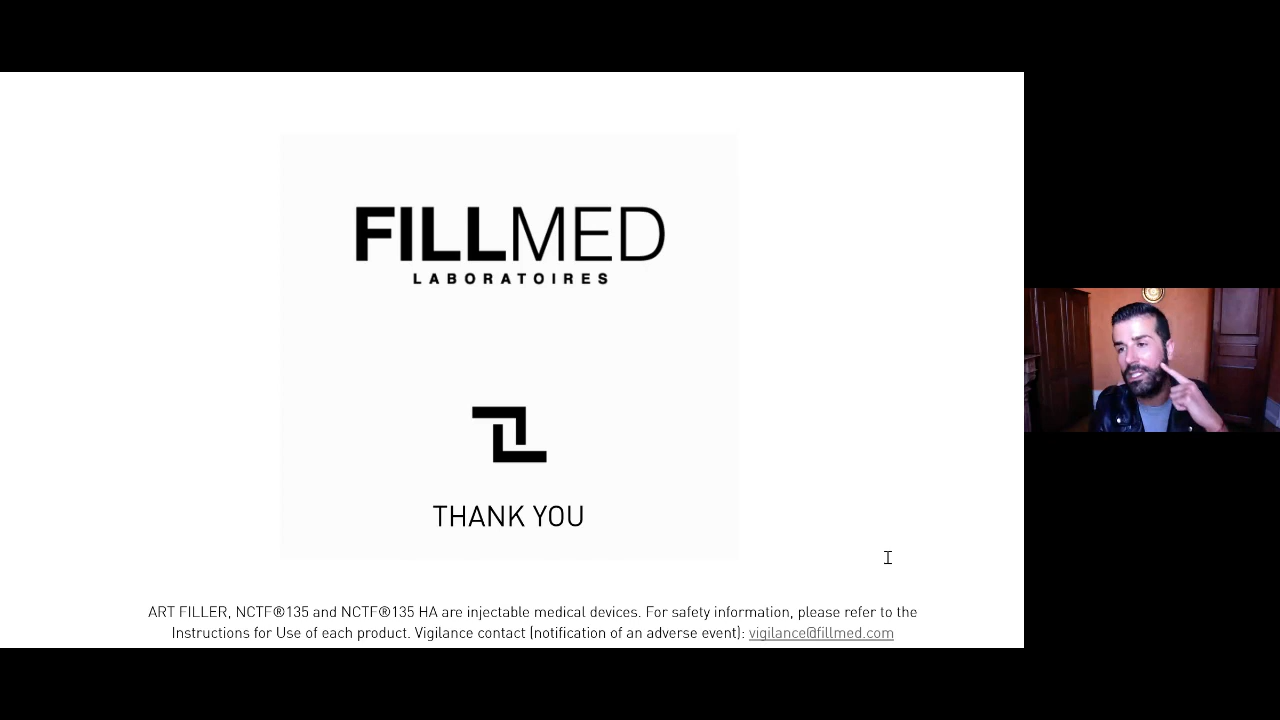 FILLMED
LABORATOIRES
THANK YOU
ART FILLER, NCTF®135 and NCTF®135 HA are injectable medical devices. For safety information, please refer to the
Instructions for Use of each product. Vigilance contact (notification of an adverse event): vigilance@fillmed.com